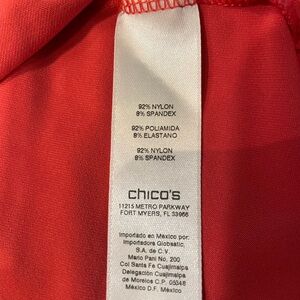 92% NYLON
8% SPANDEX
92% POLIAMIDA
8% ELASTANO
92% NYLON
8% SPANDEX
chico's
11215 METRO PARKWAY
FORT MYERS, FL 33966
Importado en México por:
Importadora Globastic,
S.A. de C.V.
Mario Pani No. 200
Col Santa Fe Cuajimalpa
Delegación Cuajimalpa
de Morelos C.P. 05348
México D.F. México